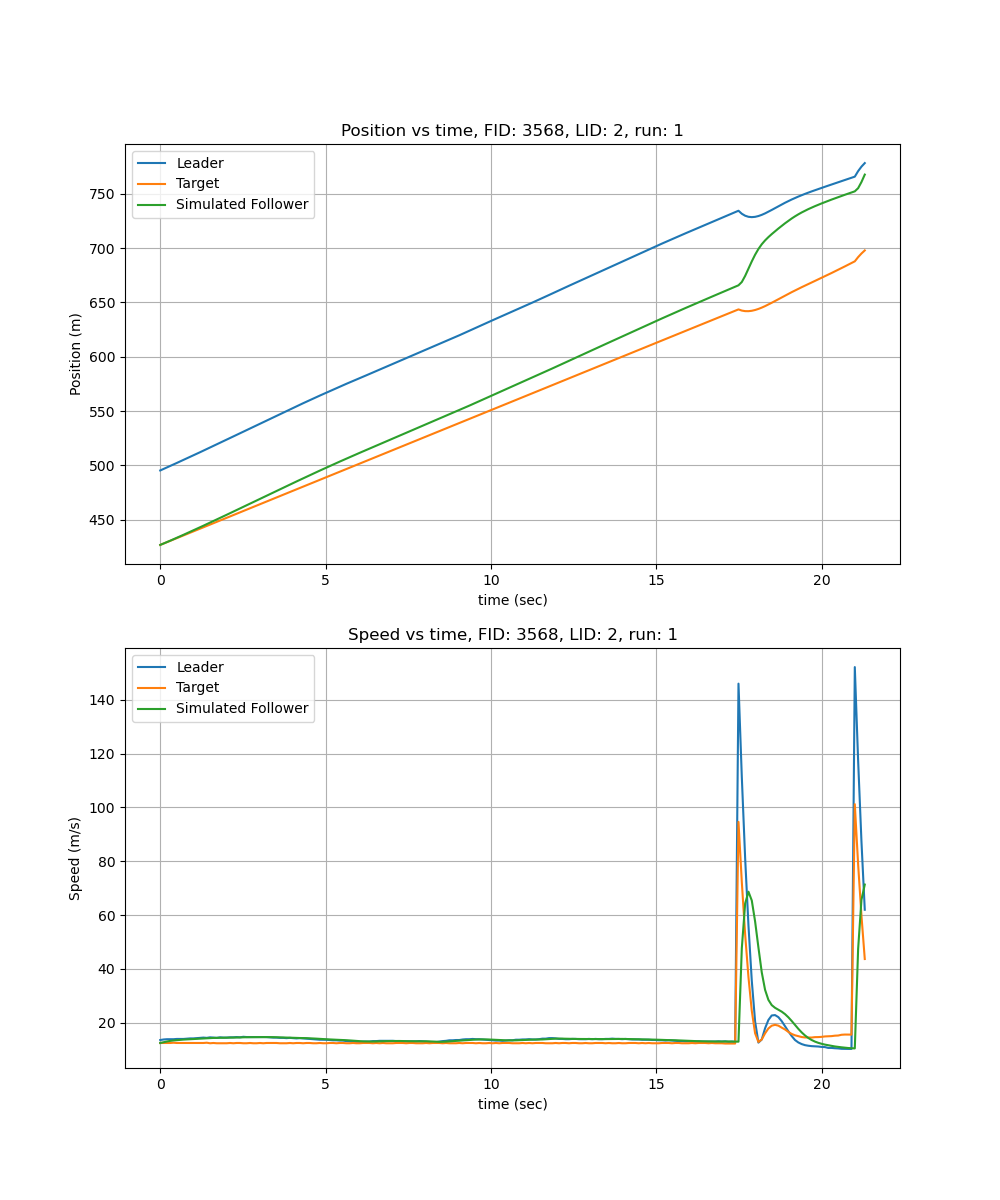 Position vs time, FID: 3568, LID: 2, run: 1
Leader
Target
Simulated Follower
Position (m)
750
700
650
600
550
500
450
0 5 10 15 20
time (sec)
Speed vs time, FID: 3568, LID: 2, run: 1
Leader
Target
Simulated Follower
Speed (m/s)
140
120
100
80
60
40
20
0 5 10 15 20
time (sec)